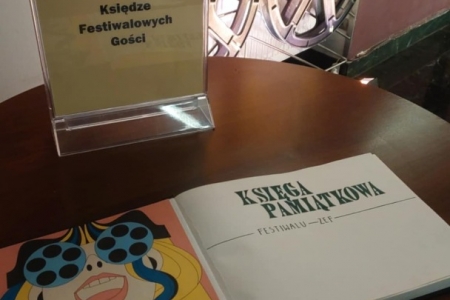 Księdze
Festiwalowych
Gości
KSIĘGA
PAMIĄTKOWA
FESTIWALU